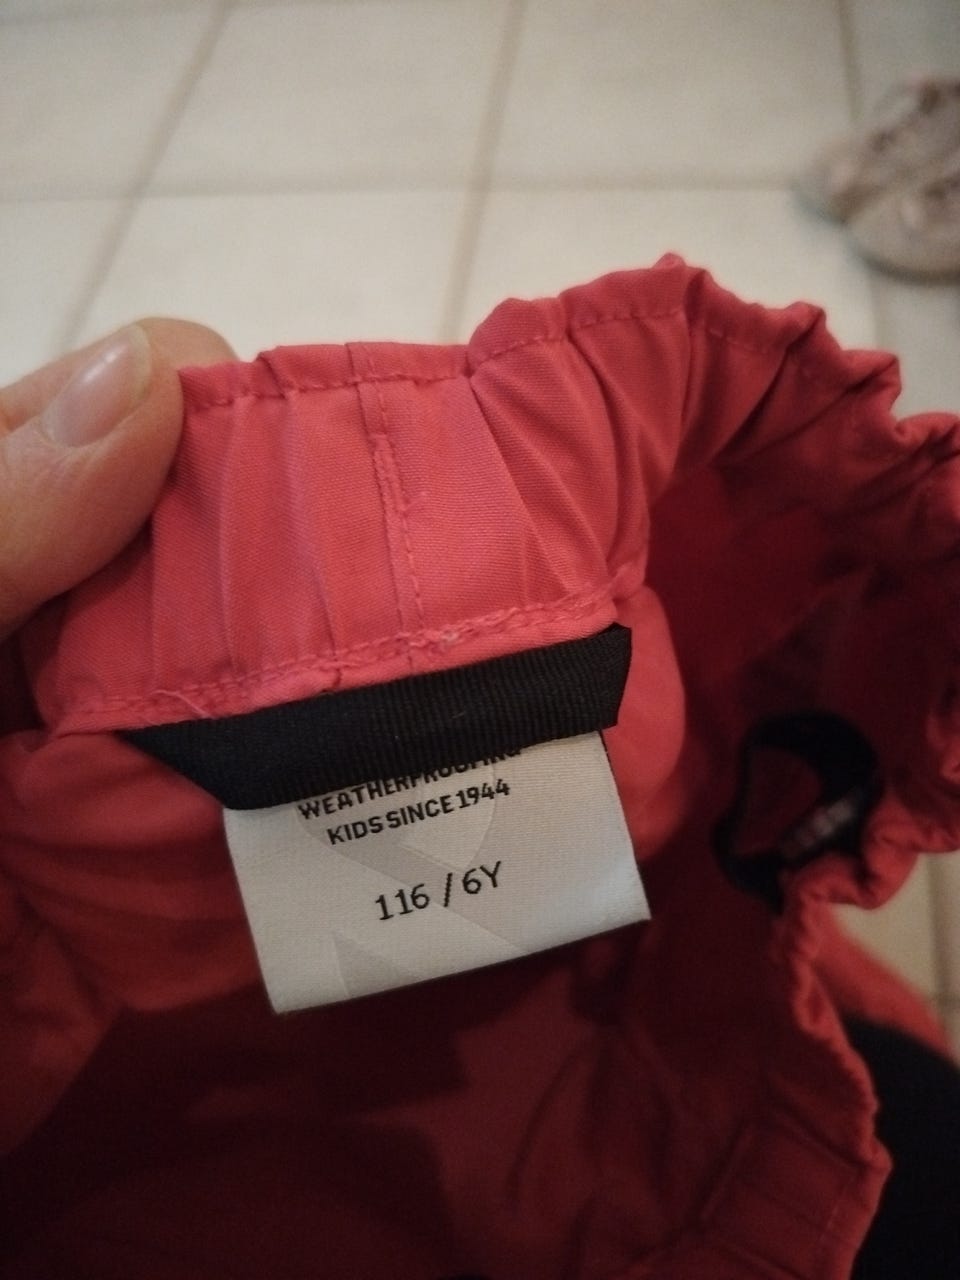 WEATHERPROOFING
KIDS SINCE 1944
116 / 6Y